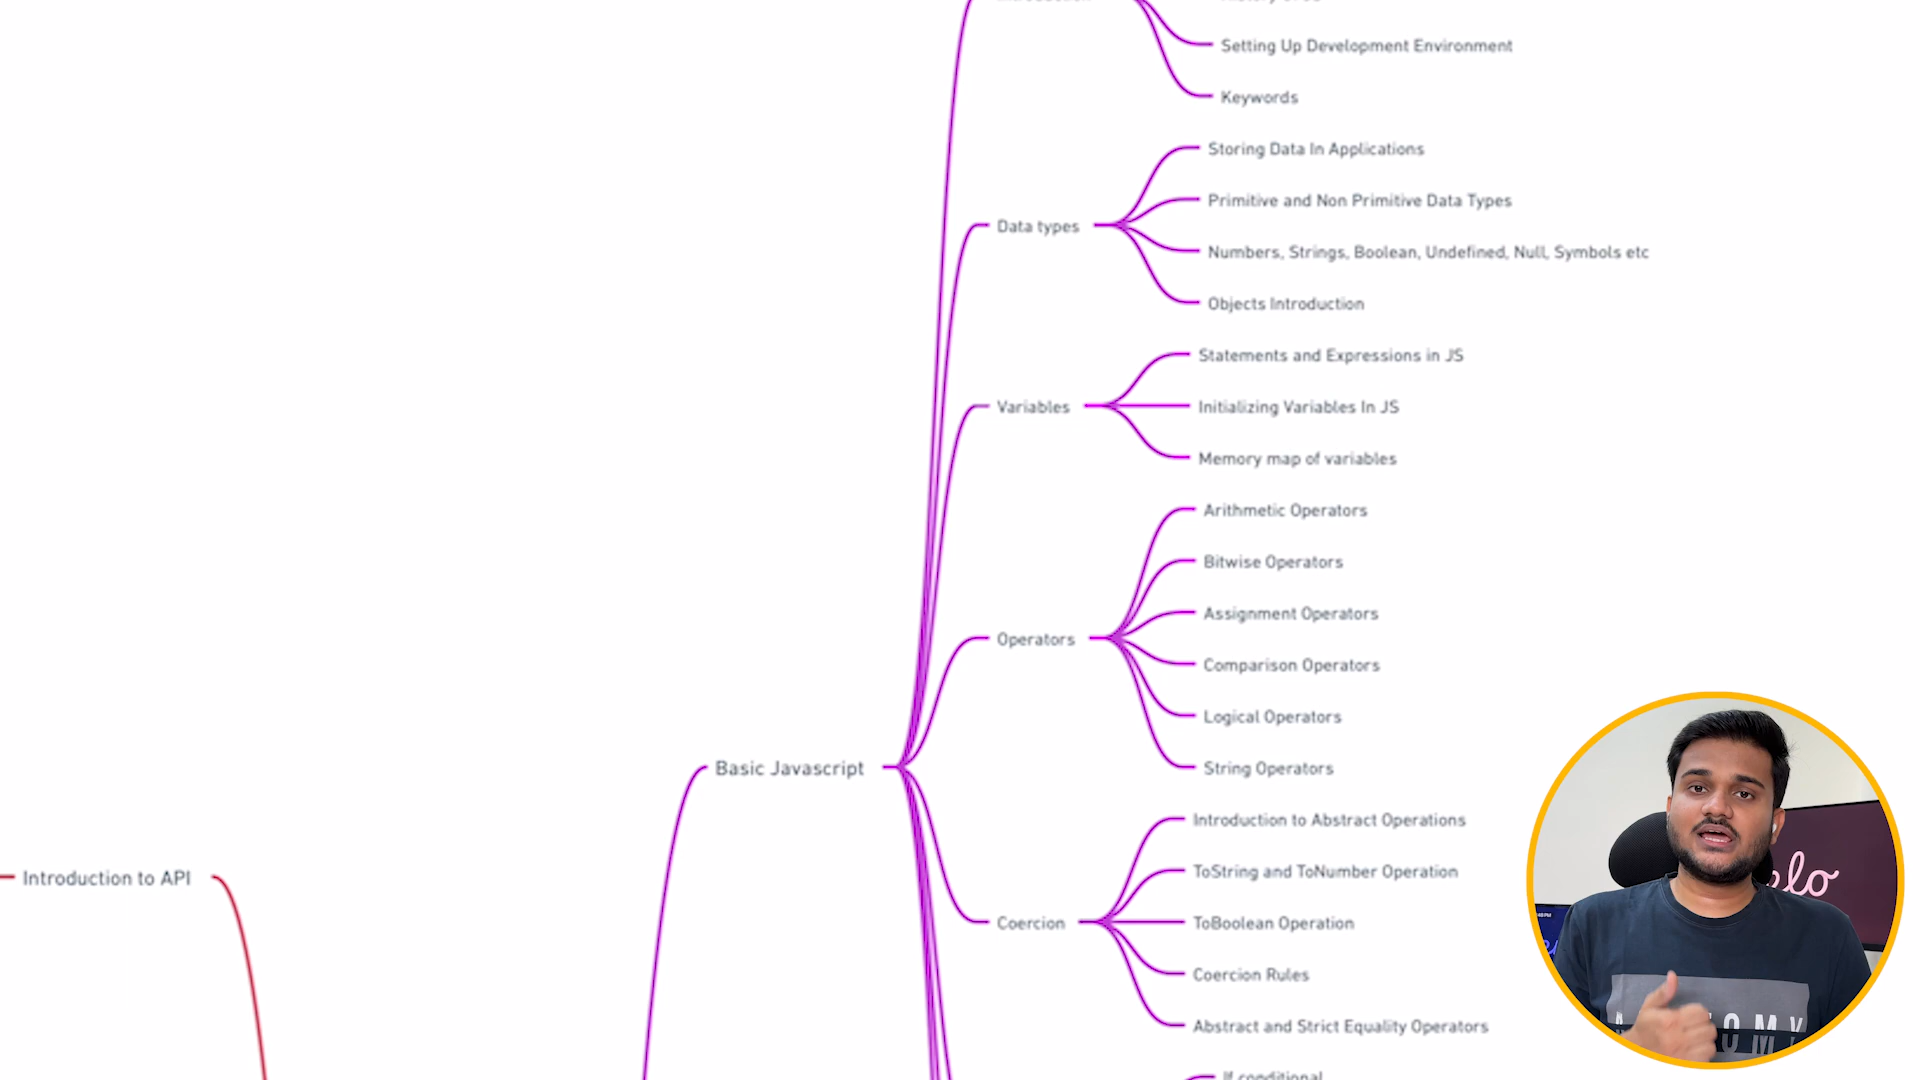 Setting Up Development Environment
Keywords
Storing Data In Applications
Primitive and Non Primitive Data Types
Data types
Numbers, Strings, Boolean, Undefined, Null, Symbols etc
Objects Introduction
Statements and Expressions in JS
Variables
Initializing Variables In JS
Memory map of variables
Arithmetic Operators
Bitwise Operators
Assignment Operators
Operators
Comparison Operators
Logical Operators
String Operators
Basic Javascript
Introduction to Abstract Operations
ToString and ToNumber Operation
Introduction to API
Coercion
ToBoolean Operation
Coercion Rules
Abstract and Strict Equality Operators
If conditional